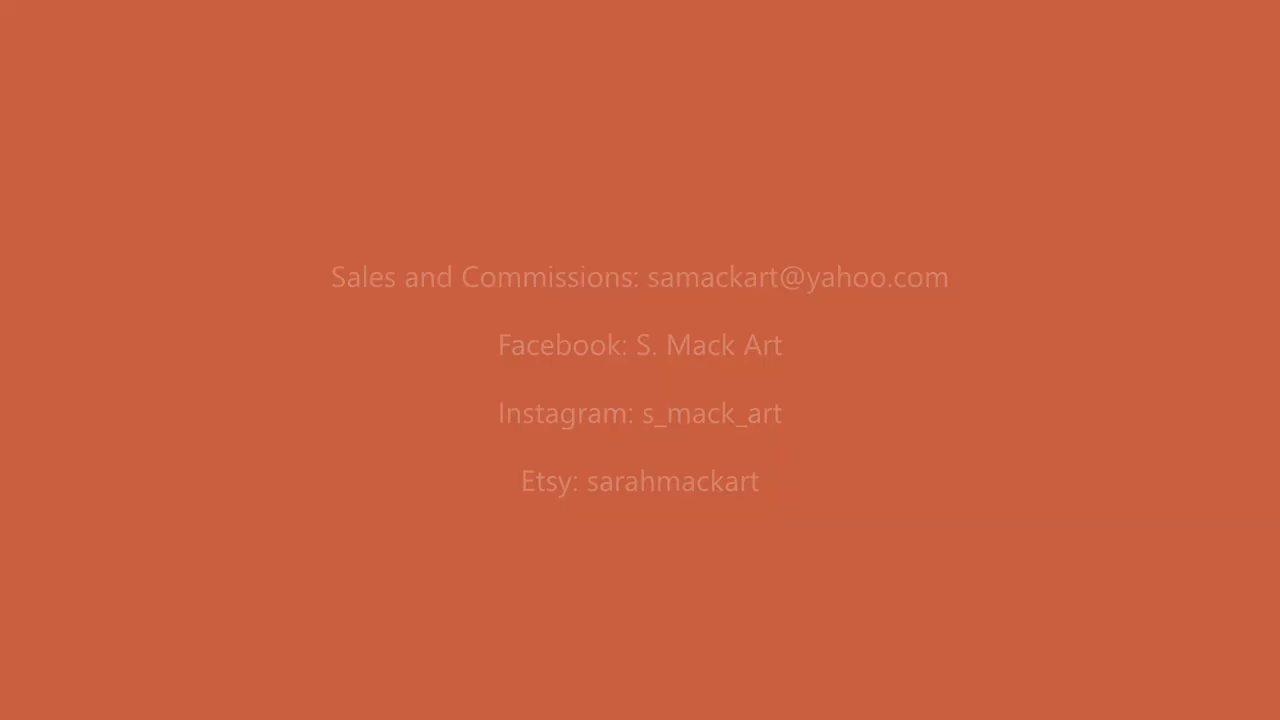 Sales and Commissions: samackart@yahoo.com
Facebook: S. Mack Art
Instagram: s_mack_art
Etsy: sarahmackart